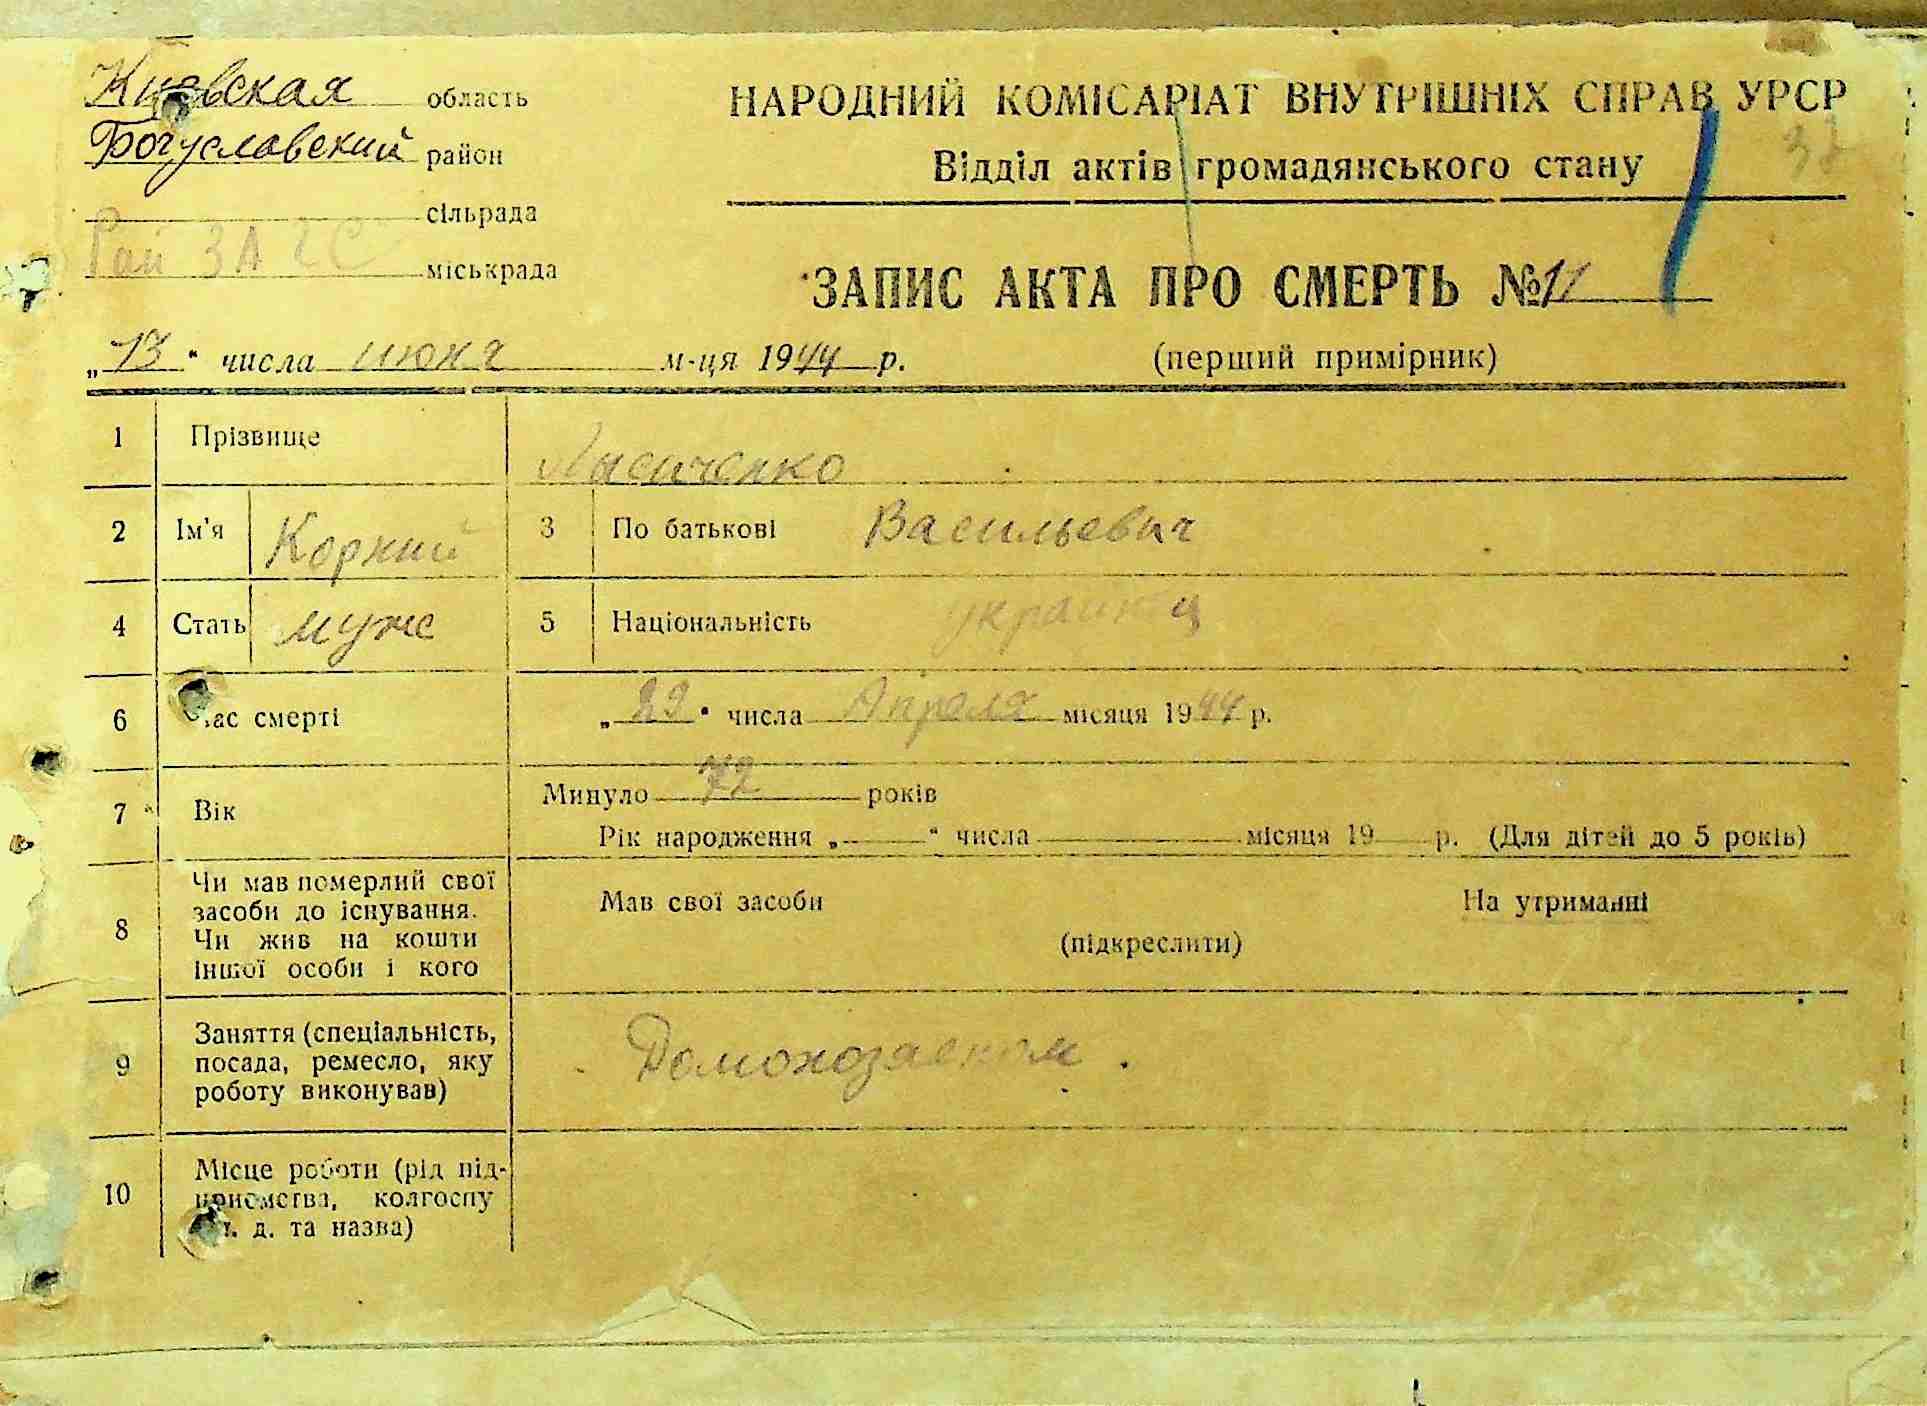 Киевская область
Богуславский район
сільрада
Рай ЗАГС міськрада
НАРОДНИЙ КОМІСАРІАТ ВНУТРІШНІХ СПРАВ УРСР
Відділ актів громадянського стану
ЗАПИС АКТА ПРО СМЕРТЬ №11
„13“ числа июня м-ця 1944 р. (перший примірник)
1 Прізвище Лысиченко
2 Ім'я Корний 3 По батькові Васильевич
4 Стать муже 5 Національність украинец
6 Час смерті „29“ числа Апреля місяця 1944 р.
7 Вік Минуло 72 років
Рік народження „ “ числа місяця 19 р. (Для дітей до 5 років)
8 Чи мав померлий свої
засоби до існування.
Чи жив на кошти
іншої особи і кого
Мав свої засоби На утриманні
(підкреслити)
9 Заняття (спеціальність,
посада, ремесло, яку
роботу виконував)
10 Місце роботи (рід під-
приємства, колгоспу
і т. д. та назва)